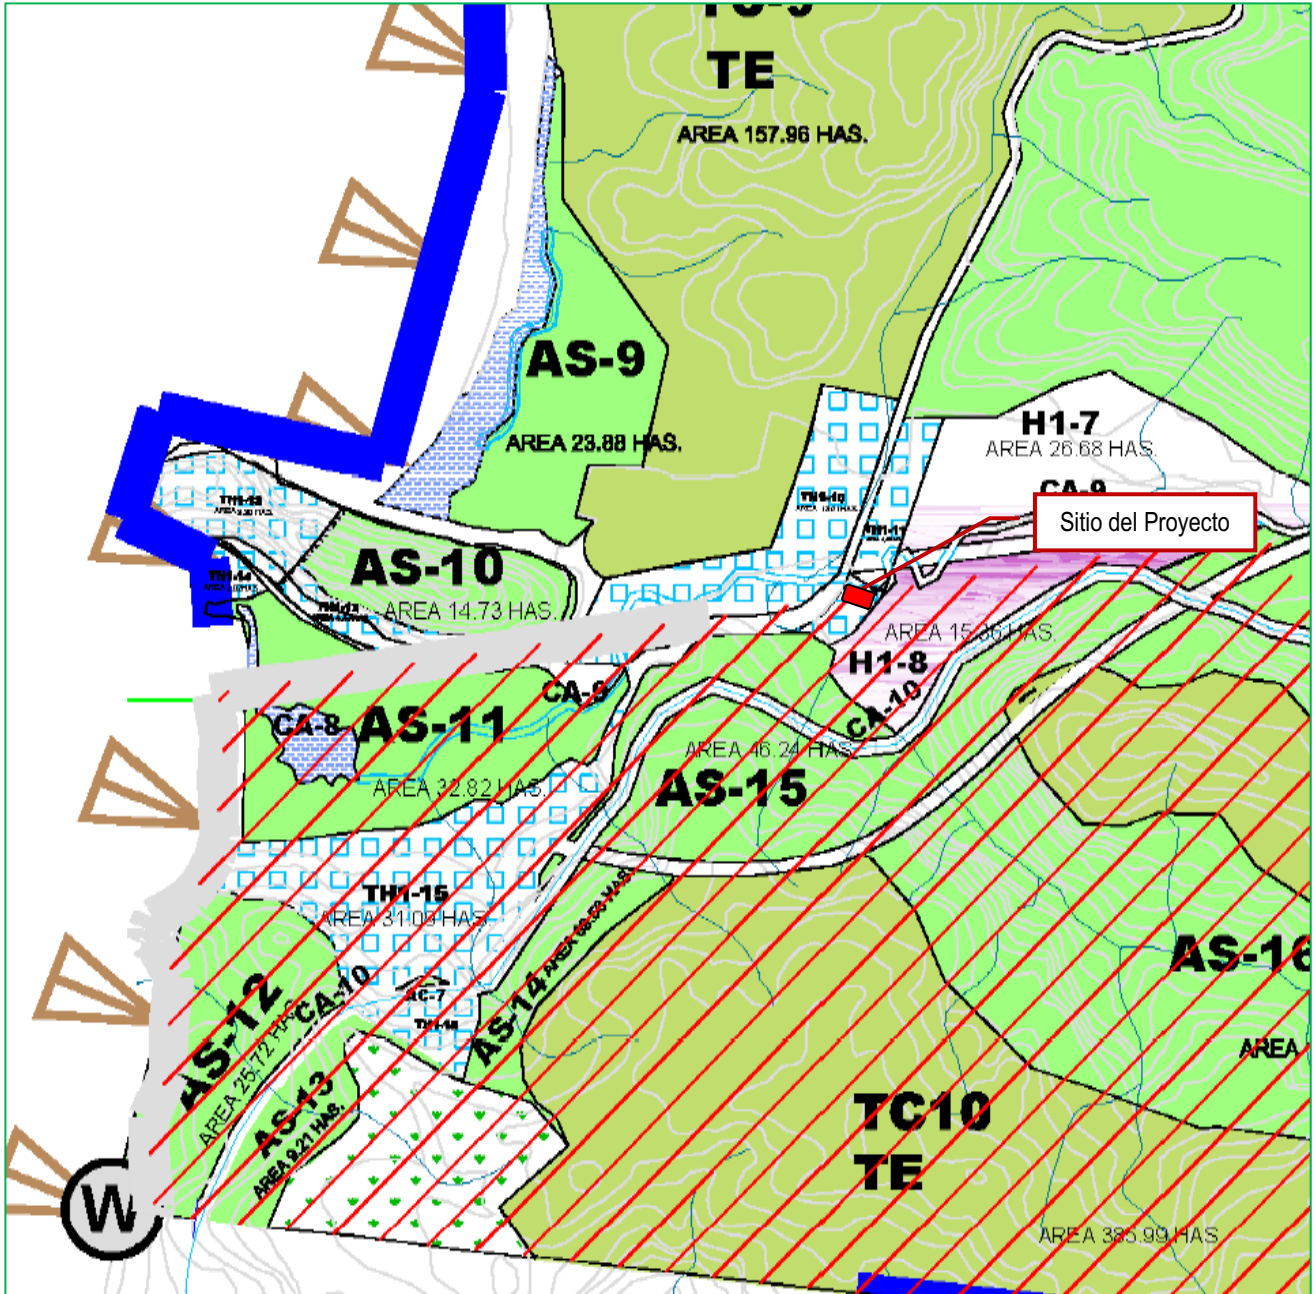 TE
AREA 157.96 HAS.
AS-9
AREA 23.88 HAS.
H1-7
AREA 26.68 HAS.
CA-9
Sitio del Proyecto
AS-10
AREA 14.73 HAS.
AREA 15.36 HAS.
H1-8
CA-10
CA-9
CA-8
AS-11
AREA 32.82 HAS.
AREA 46.24 HAS.
AS-15
TH1-15
AREA 31.09 HAS.
AS-16
AREA
AS-12
AREA 25.72 HAS.
CA-10
AS-14
AS-13
AREA 9.21 HAS.
TC10
TE
AREA 385.99 HAS
W